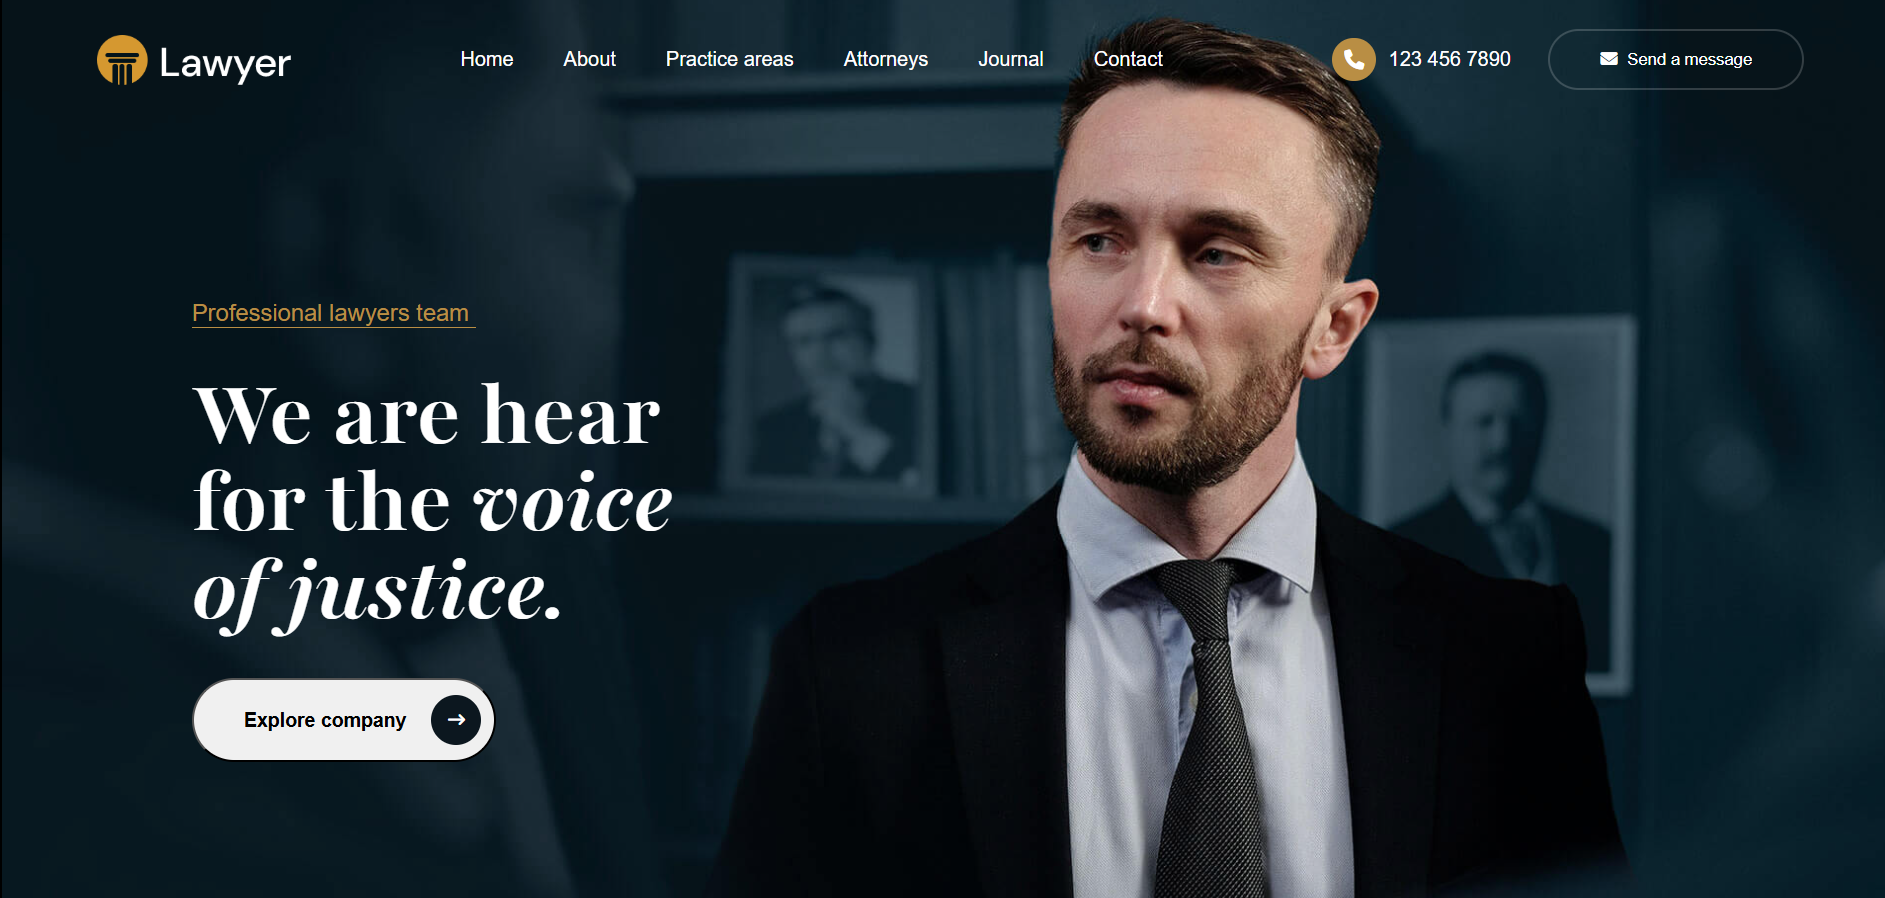 Lawyer
Home About Practice areas Attorneys Journal Contact
123 456 7890
Send a message
Professional lawyers team
We are hear
for the voice
of justice.
Explore company